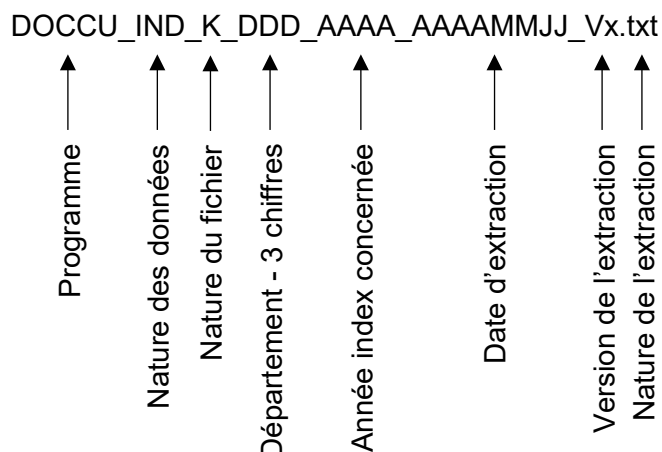 DOCCU_IND_K_DDD_AAAA_AAAAMMJJ_Vx.txt
Programme
Nature des données
Nature du fichier
Département - 3 chiffres
Année index concernée
Date d’extraction
Version de l’extraction
Nature de l’extraction